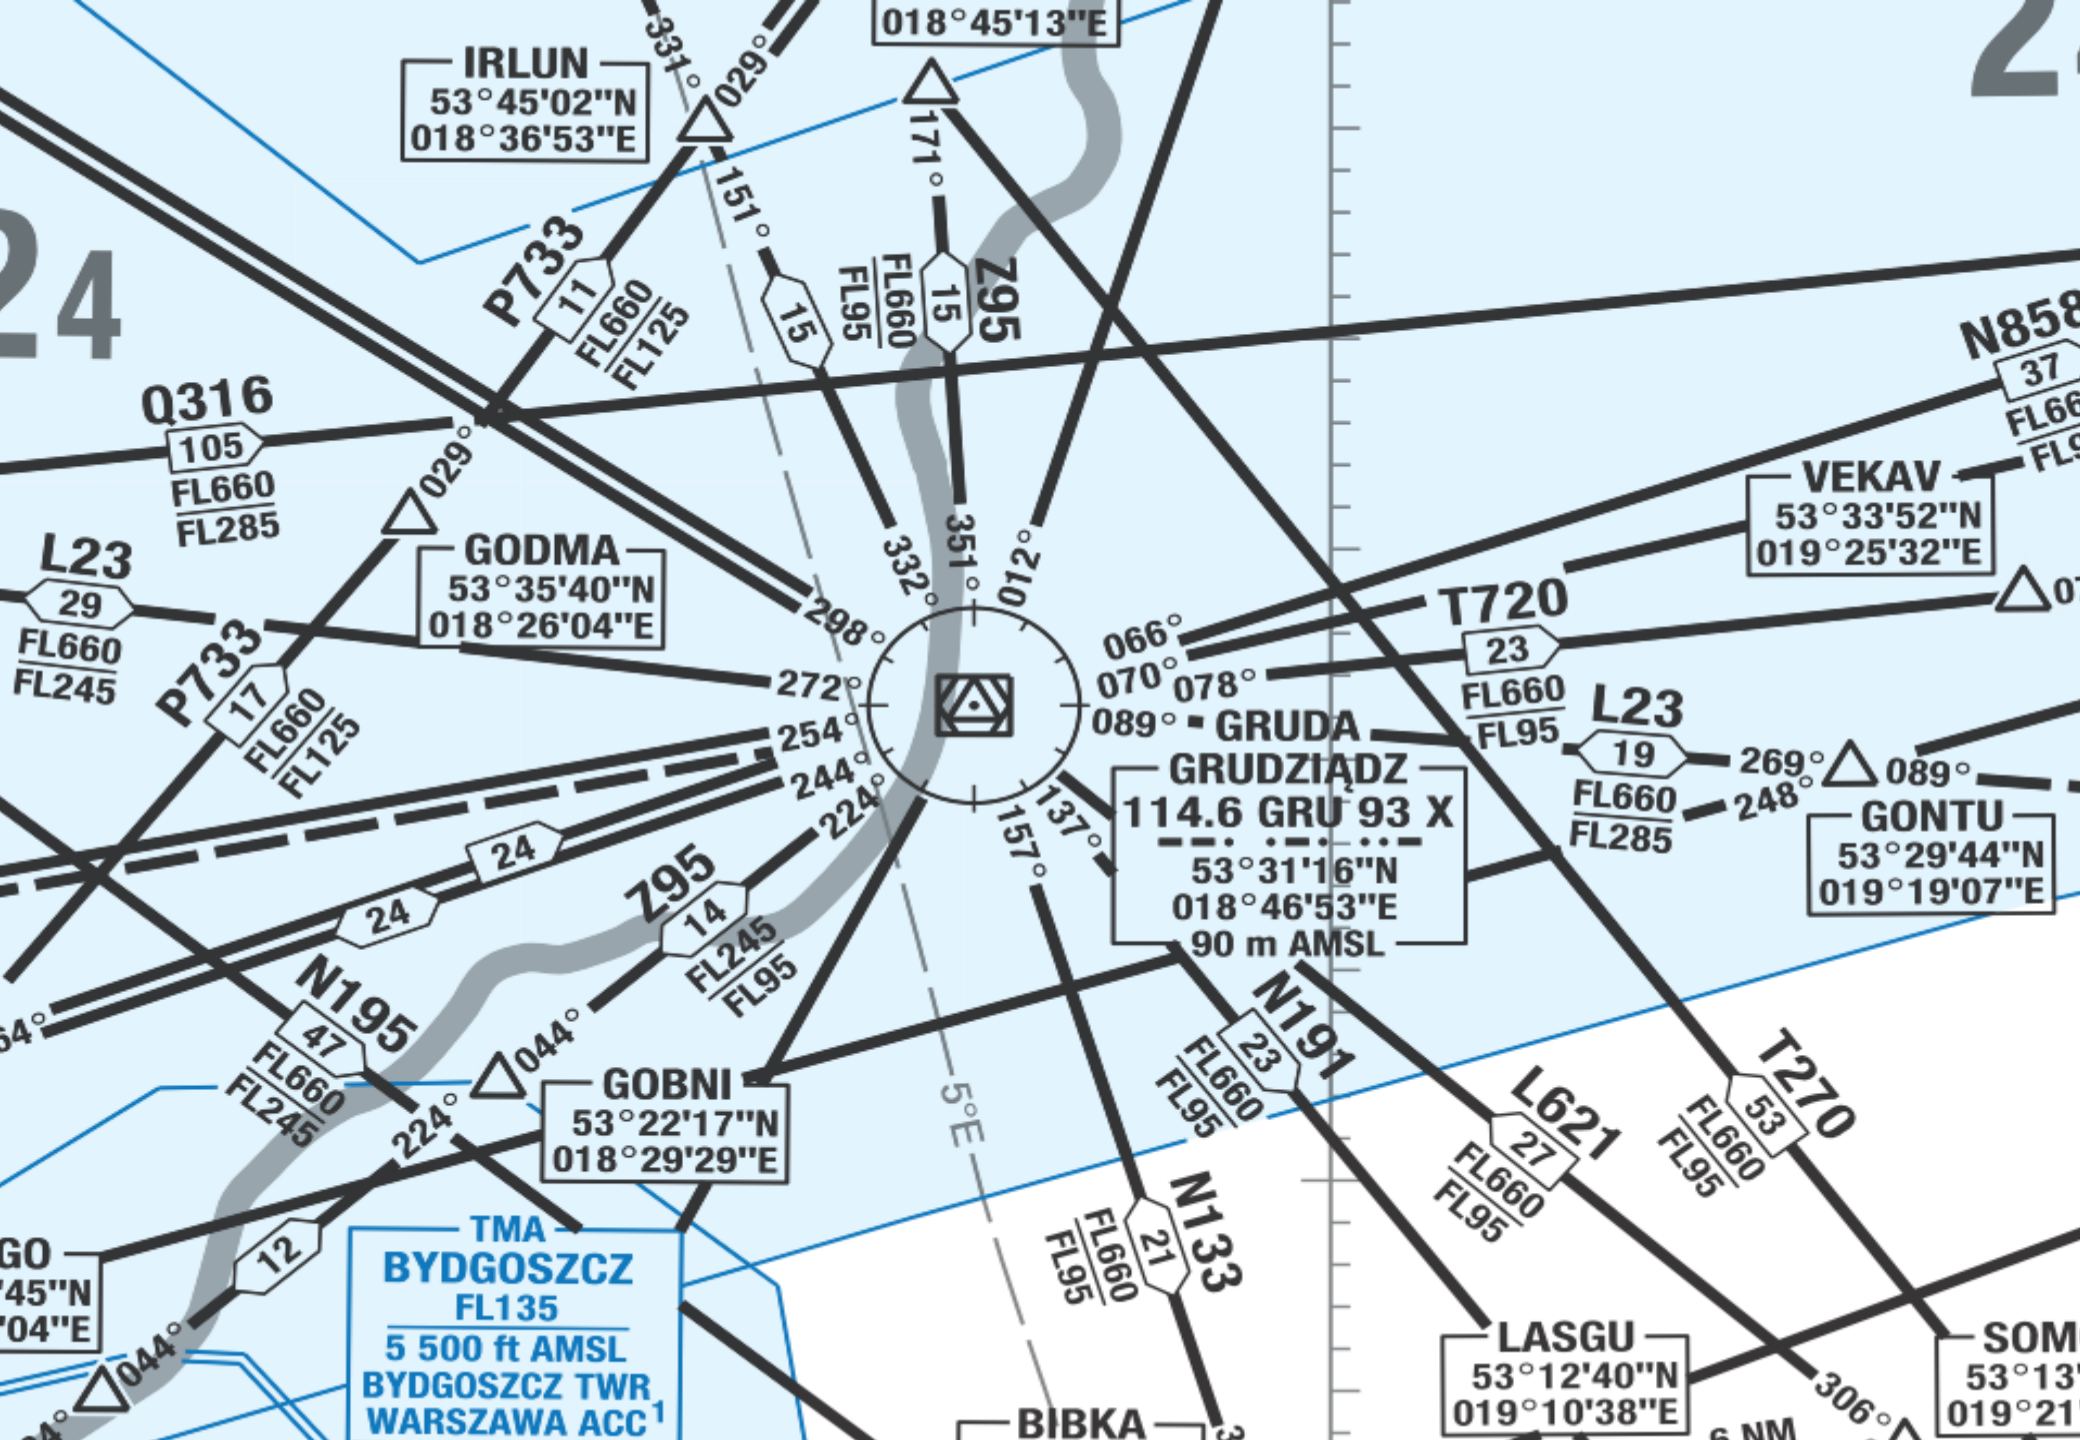 331°
029°
018°45'13"E
IRLUN
53°45'02"N
018°36'53"E
151°
171°
P733
11
FL660
FL125
15
FL660
FL95
15
Z95
24
Q316
105
FL660
FL285
029°
N858
37
VEKAV
53°33'52"N
019°25'32"E
L23
29
FL660
FL245
GODMA
53°35'40"N
018°26'04"E
332°
351°
012°
298°
T720
23
FL660
FL95
066°
070°
078°
089°
P733
17
FL660
FL125
272°
254°
244°
224°
L23
19
FL660
FL285
269°
248°
089°
GONTU
53°29'44"N
019°19'07"E
GRUDA
GRUDZIĄDZ
114.6 GRU 93 X
53°31'16"N
018°46'53"E
90 m AMSL
137°
157°
24
24
Z95
14
FL245
FL95
N195
47
FL660
FL245
044°
224°
GOBNI
53°22'17"N
018°29'29"E
5°E
N191
23
FL660
FL95
L621
27
FL660
FL95
T270
53
FL660
FL95
N133
21
FL660
FL95
12
044°
TMA
BYDGOSZCZ
FL135
5 500 ft AMSL
BYDGOSZCZ TWR
WARSZAWA ACC¹
BIBKA
LASGU
53°12'40"N
019°10'38"E
306°
6 NM